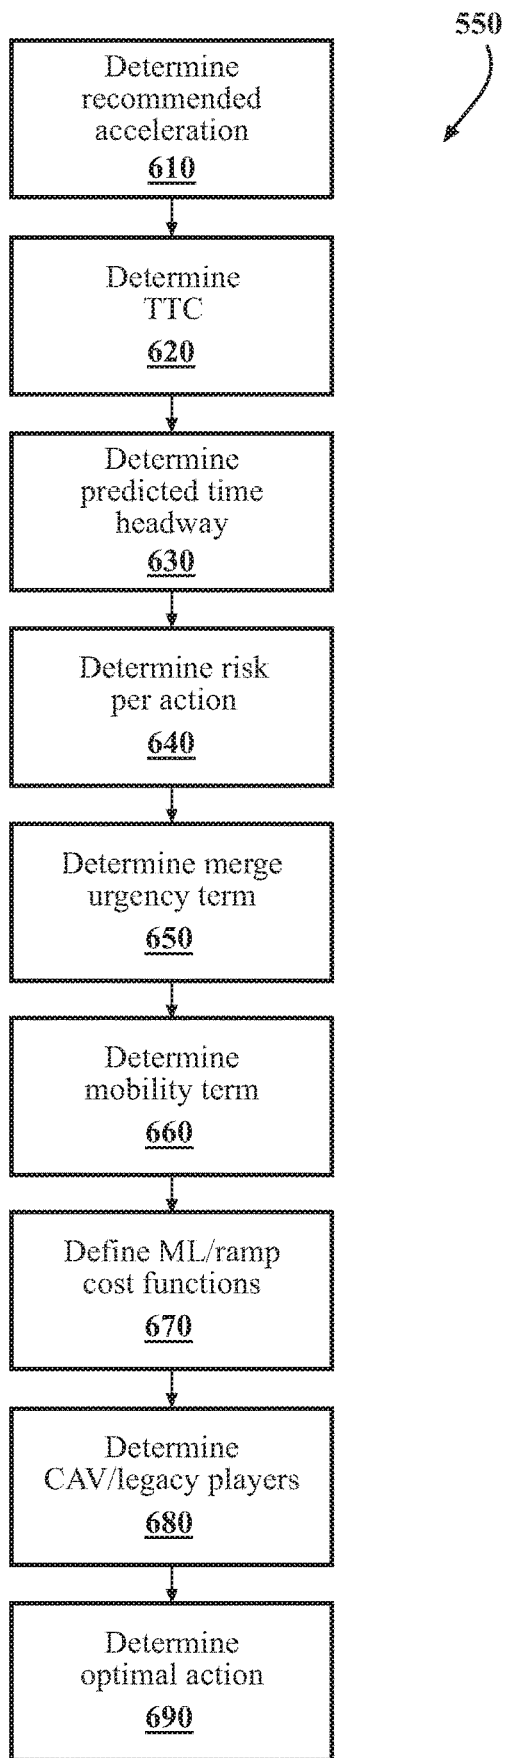 550
Determine
recommended
acceleration
610
Determine
TTC
620
Determine
predicted time
headway
630
Determine risk
per action
640
Determine merge
urgency term
650
Determine
mobility term
660
Define ML/ramp
cost functions
670
Determine
CAV/legacy players
680
Determine
optimal action
690